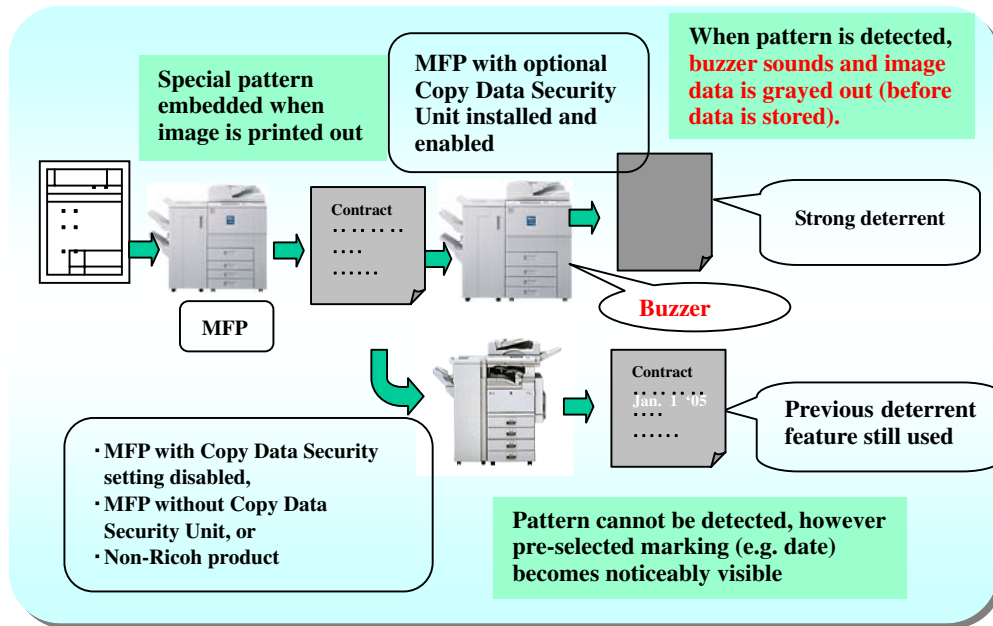 Special pattern
embedded when
image is printed out
MFP with optional
Copy Data Security
Unit installed and
enabled
When pattern is detected,
buzzer sounds and image
data is grayed out (before
data is stored).
Contract
Strong deterrent
MFP
Buzzer
Contract
Jan. 1 ‘05
Previous deterrent
feature still used
・MFP with Copy Data Security
setting disabled,
・MFP without Copy Data
Security Unit, or
・Non-Ricoh product
Pattern cannot be detected, however
pre-selected marking (e.g. date)
becomes noticeably visible